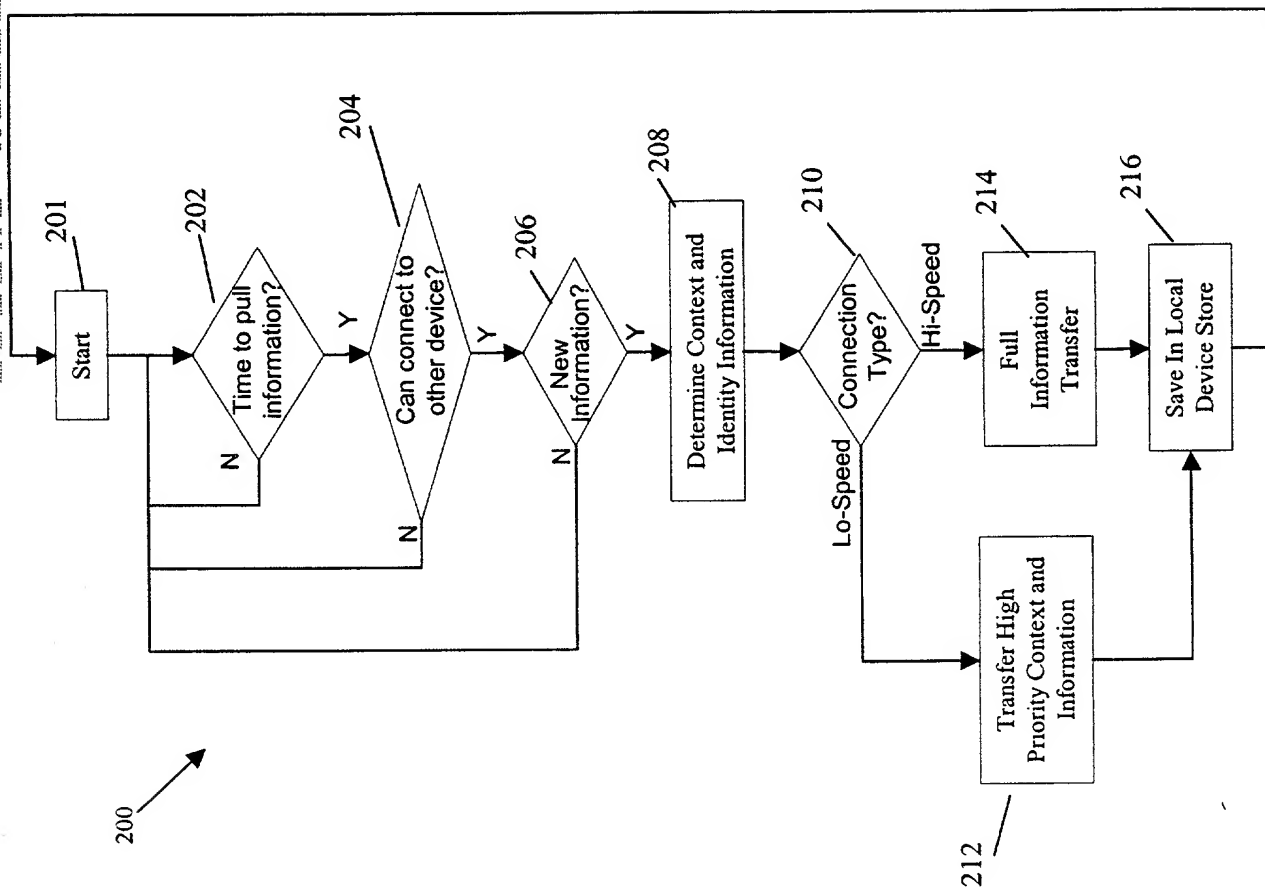 200
Start
201
Time to pull
information?
202
N
Y
Can connect to
other device?
204
N
Y
New
Information?
206
N
Y
Determine Context and
Identity Information
208
Connection
Type?
210
Lo-Speed
Hi-Speed
Transfer High
Priority Context and
Information
212
Full
Information
Transfer
214
Save In Local
Device Store
216